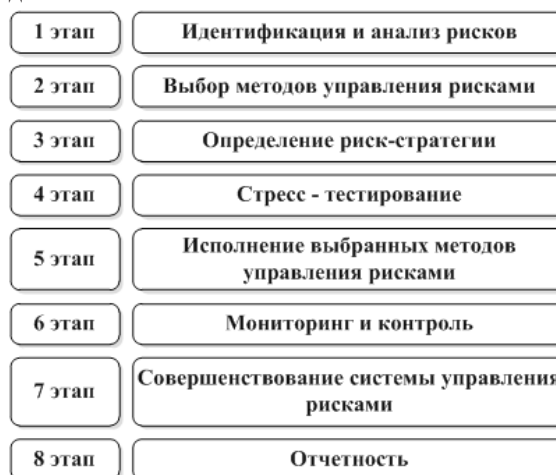 1 этап Идентификация и анализ рисков
2 этап Выбор методов управления рисками
3 этап Определение риск-стратегии
4 этап Стресс - тестирование
5 этап Исполнение выбранных методов
управления рисками
6 этап Мониторинг и контроль
7 этап Совершенствование системы управления
рисками
8 этап Отчетность